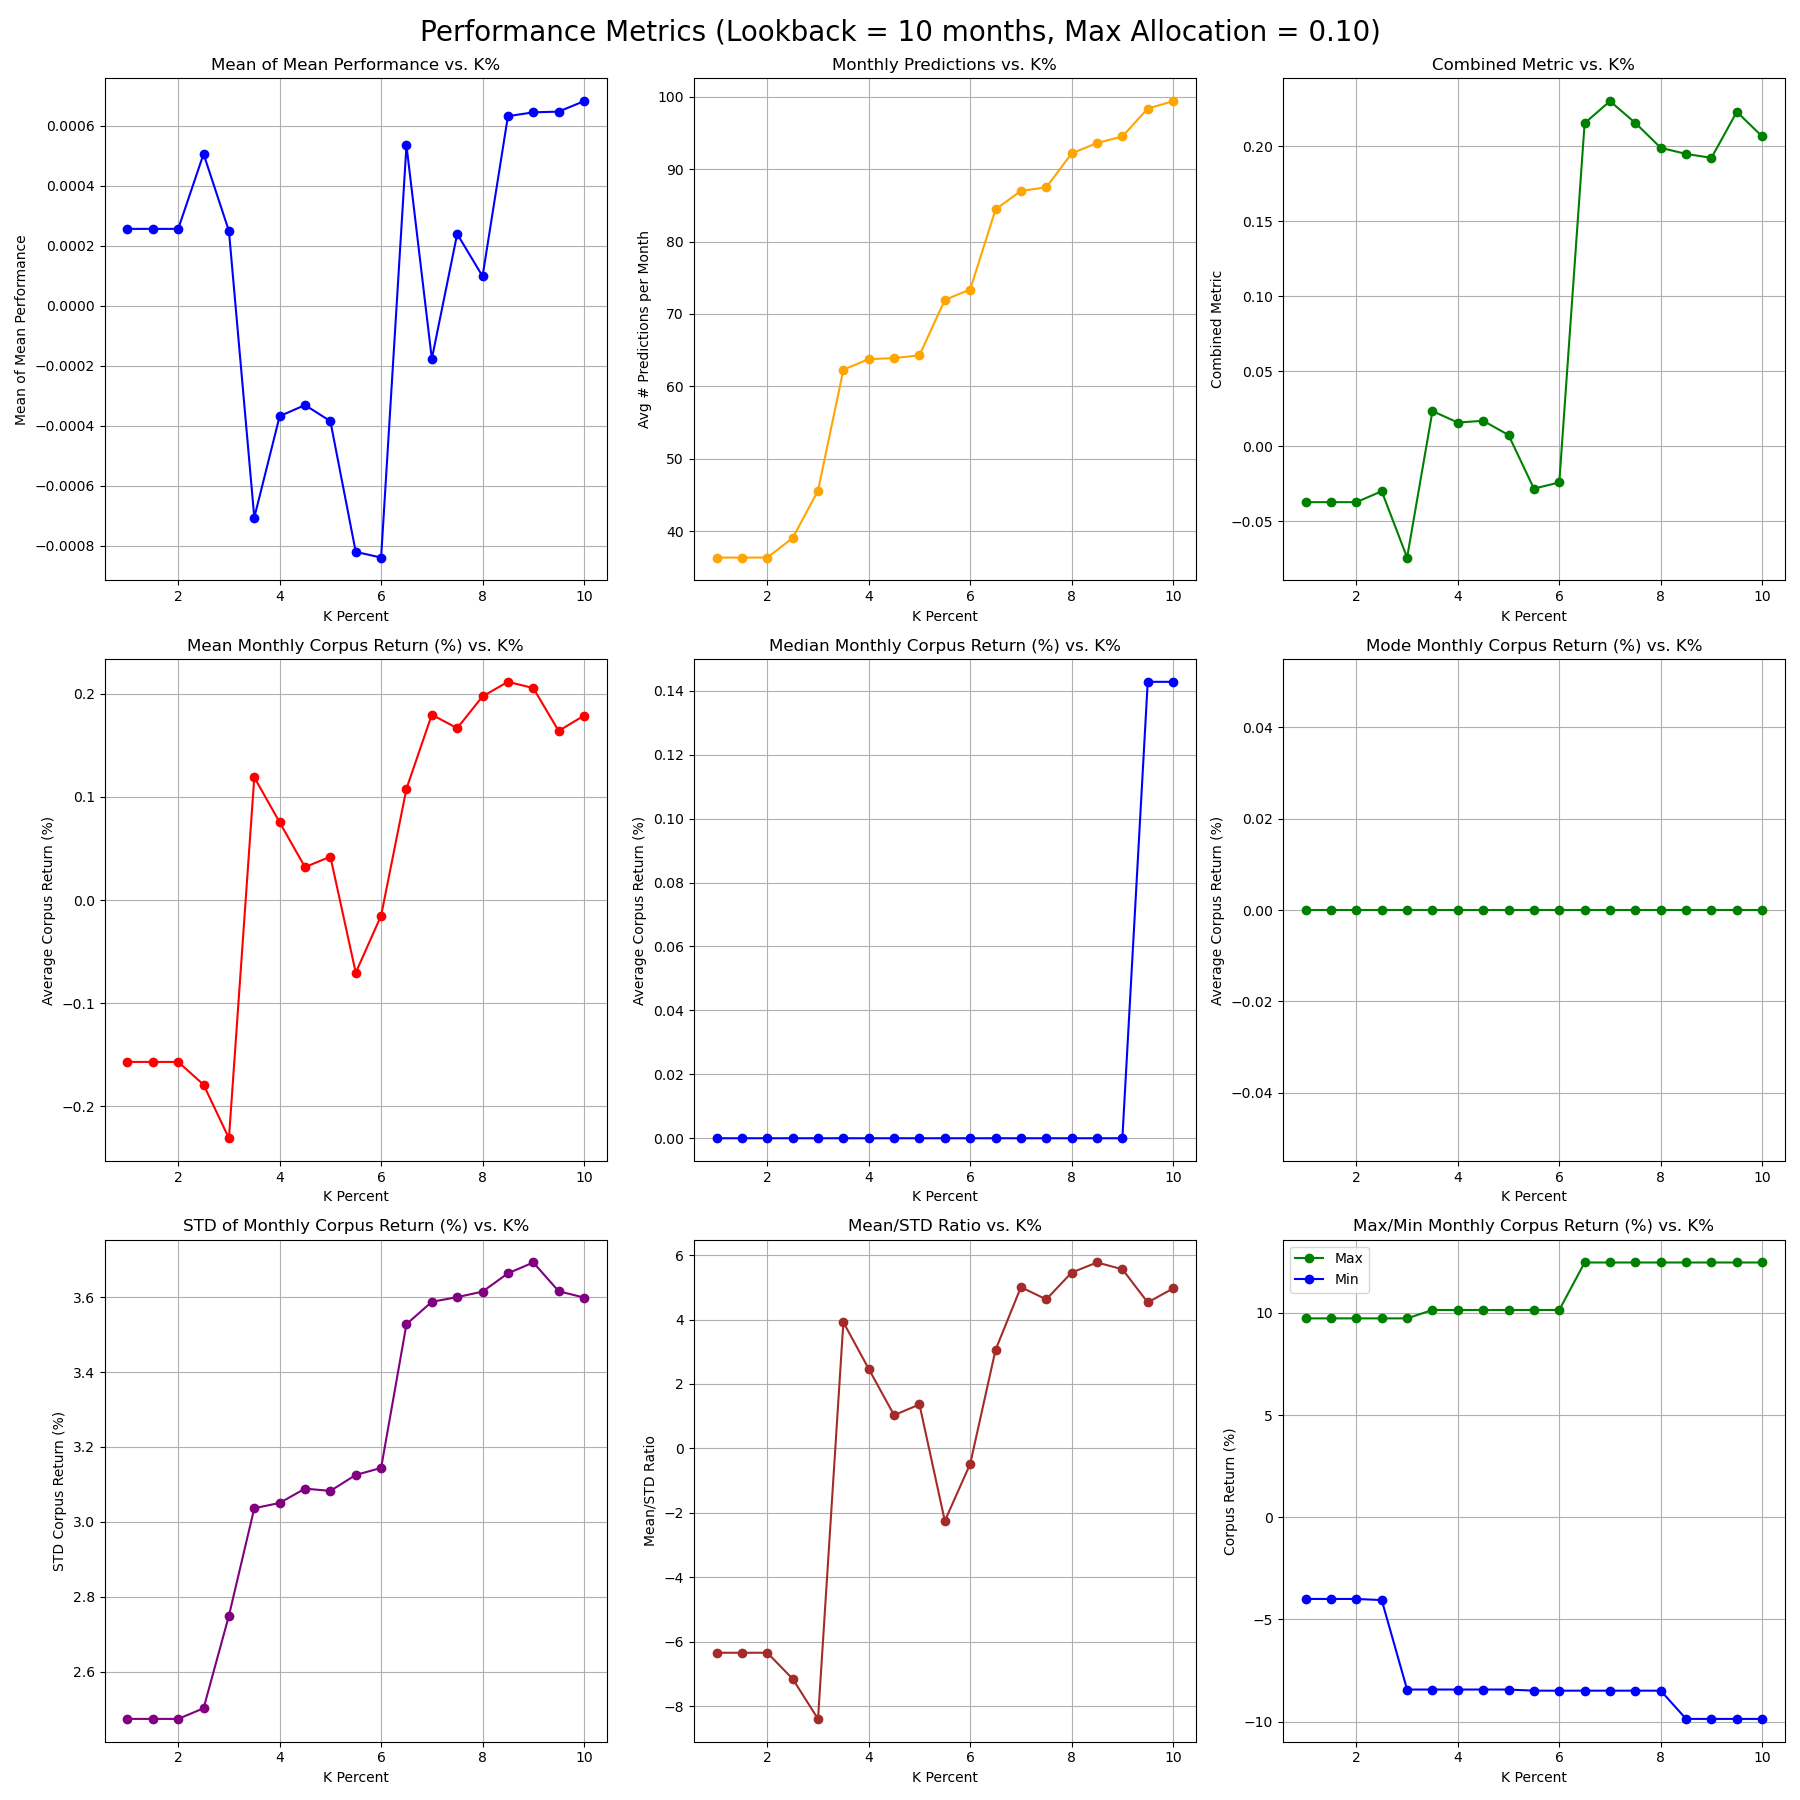 Performance Metrics (Lookback = 10 months, Max Allocation = 0.10)
Mean of Mean Performance vs. K%
Mean of Mean Performance
0.0006
0.0004
0.0002
0.0000
−0.0002
−0.0004
−0.0006
−0.0008
2 4 6 8 10
K Percent
Monthly Predictions vs. K%
Avg # Predictions per Month
100
90
80
70
60
50
40
2 4 6 8 10
K Percent
Combined Metric vs. K%
Combined Metric
0.20
0.15
0.10
0.05
0.00
−0.05
2 4 6 8 10
K Percent
Mean Monthly Corpus Return (%) vs. K%
Average Corpus Return (%)
0.2
0.1
0.0
−0.1
−0.2
2 4 6 8 10
K Percent
Median Monthly Corpus Return (%) vs. K%
Average Corpus Return (%)
0.14
0.12
0.10
0.08
0.06
0.04
0.02
0.00
2 4 6 8 10
K Percent
Mode Monthly Corpus Return (%) vs. K%
Average Corpus Return (%)
0.04
0.02
0.00
−0.02
−0.04
2 4 6 8 10
K Percent
STD of Monthly Corpus Return (%) vs. K%
STD Corpus Return (%)
3.6
3.4
3.2
3.0
2.8
2.6
2 4 6 8 10
K Percent
Mean/STD Ratio vs. K%
Mean/STD Ratio
6
4
2
0
−2
−4
−6
−8
2 4 6 8 10
K Percent
Max/Min Monthly Corpus Return (%) vs. K%
Max
Min
Corpus Return (%)
10
5
0
−5
−10
2 4 6 8 10
K Percent